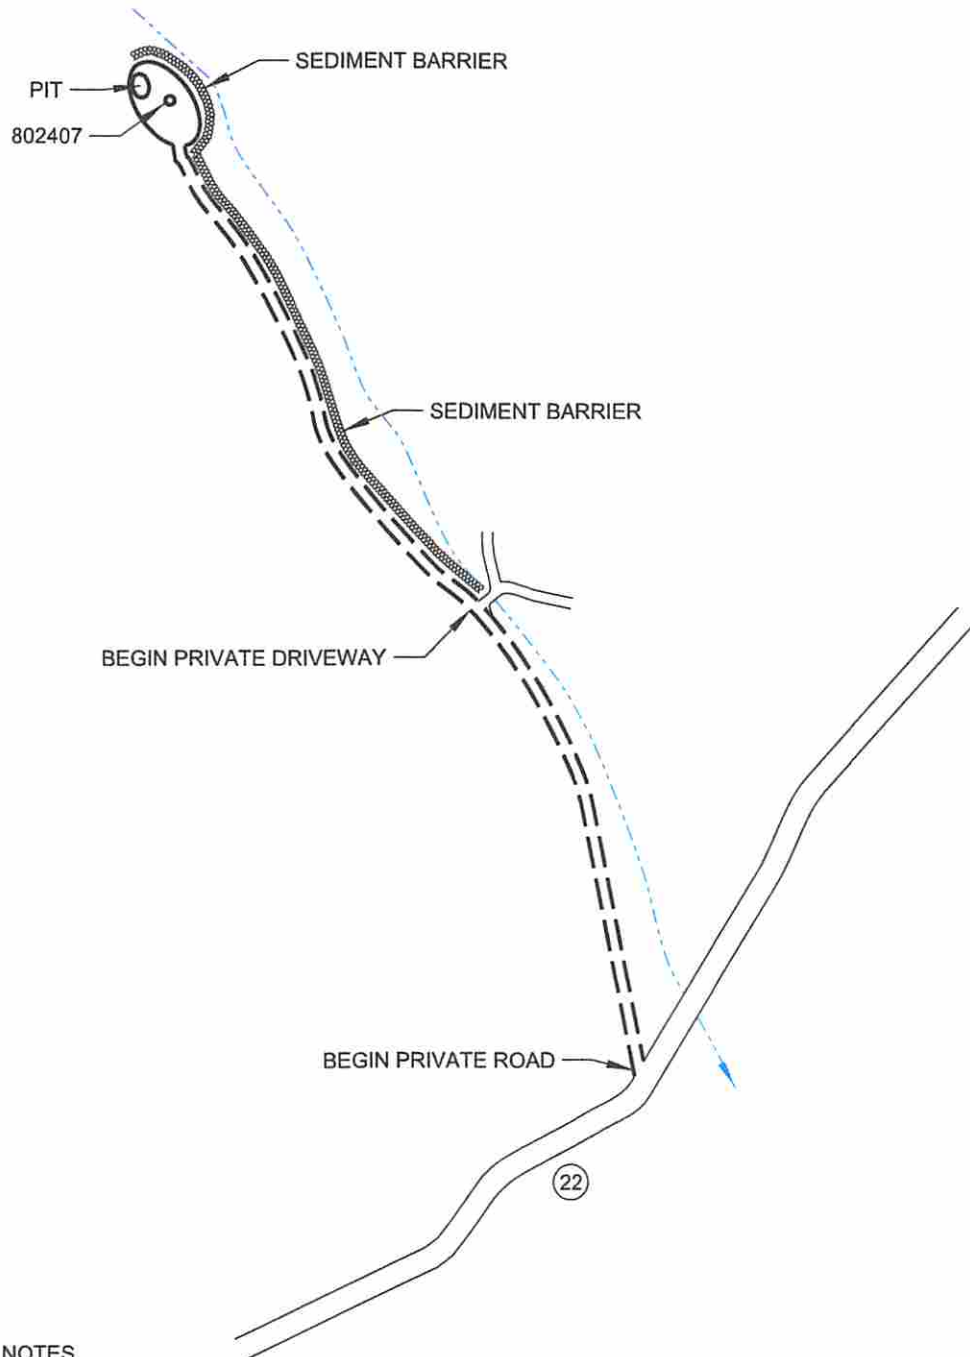 SEDIMENT BARRIER
PIT
802407
SEDIMENT BARRIER
BEGIN PRIVATE DRIVEWAY
BEGIN PRIVATE ROAD
22
NOTES